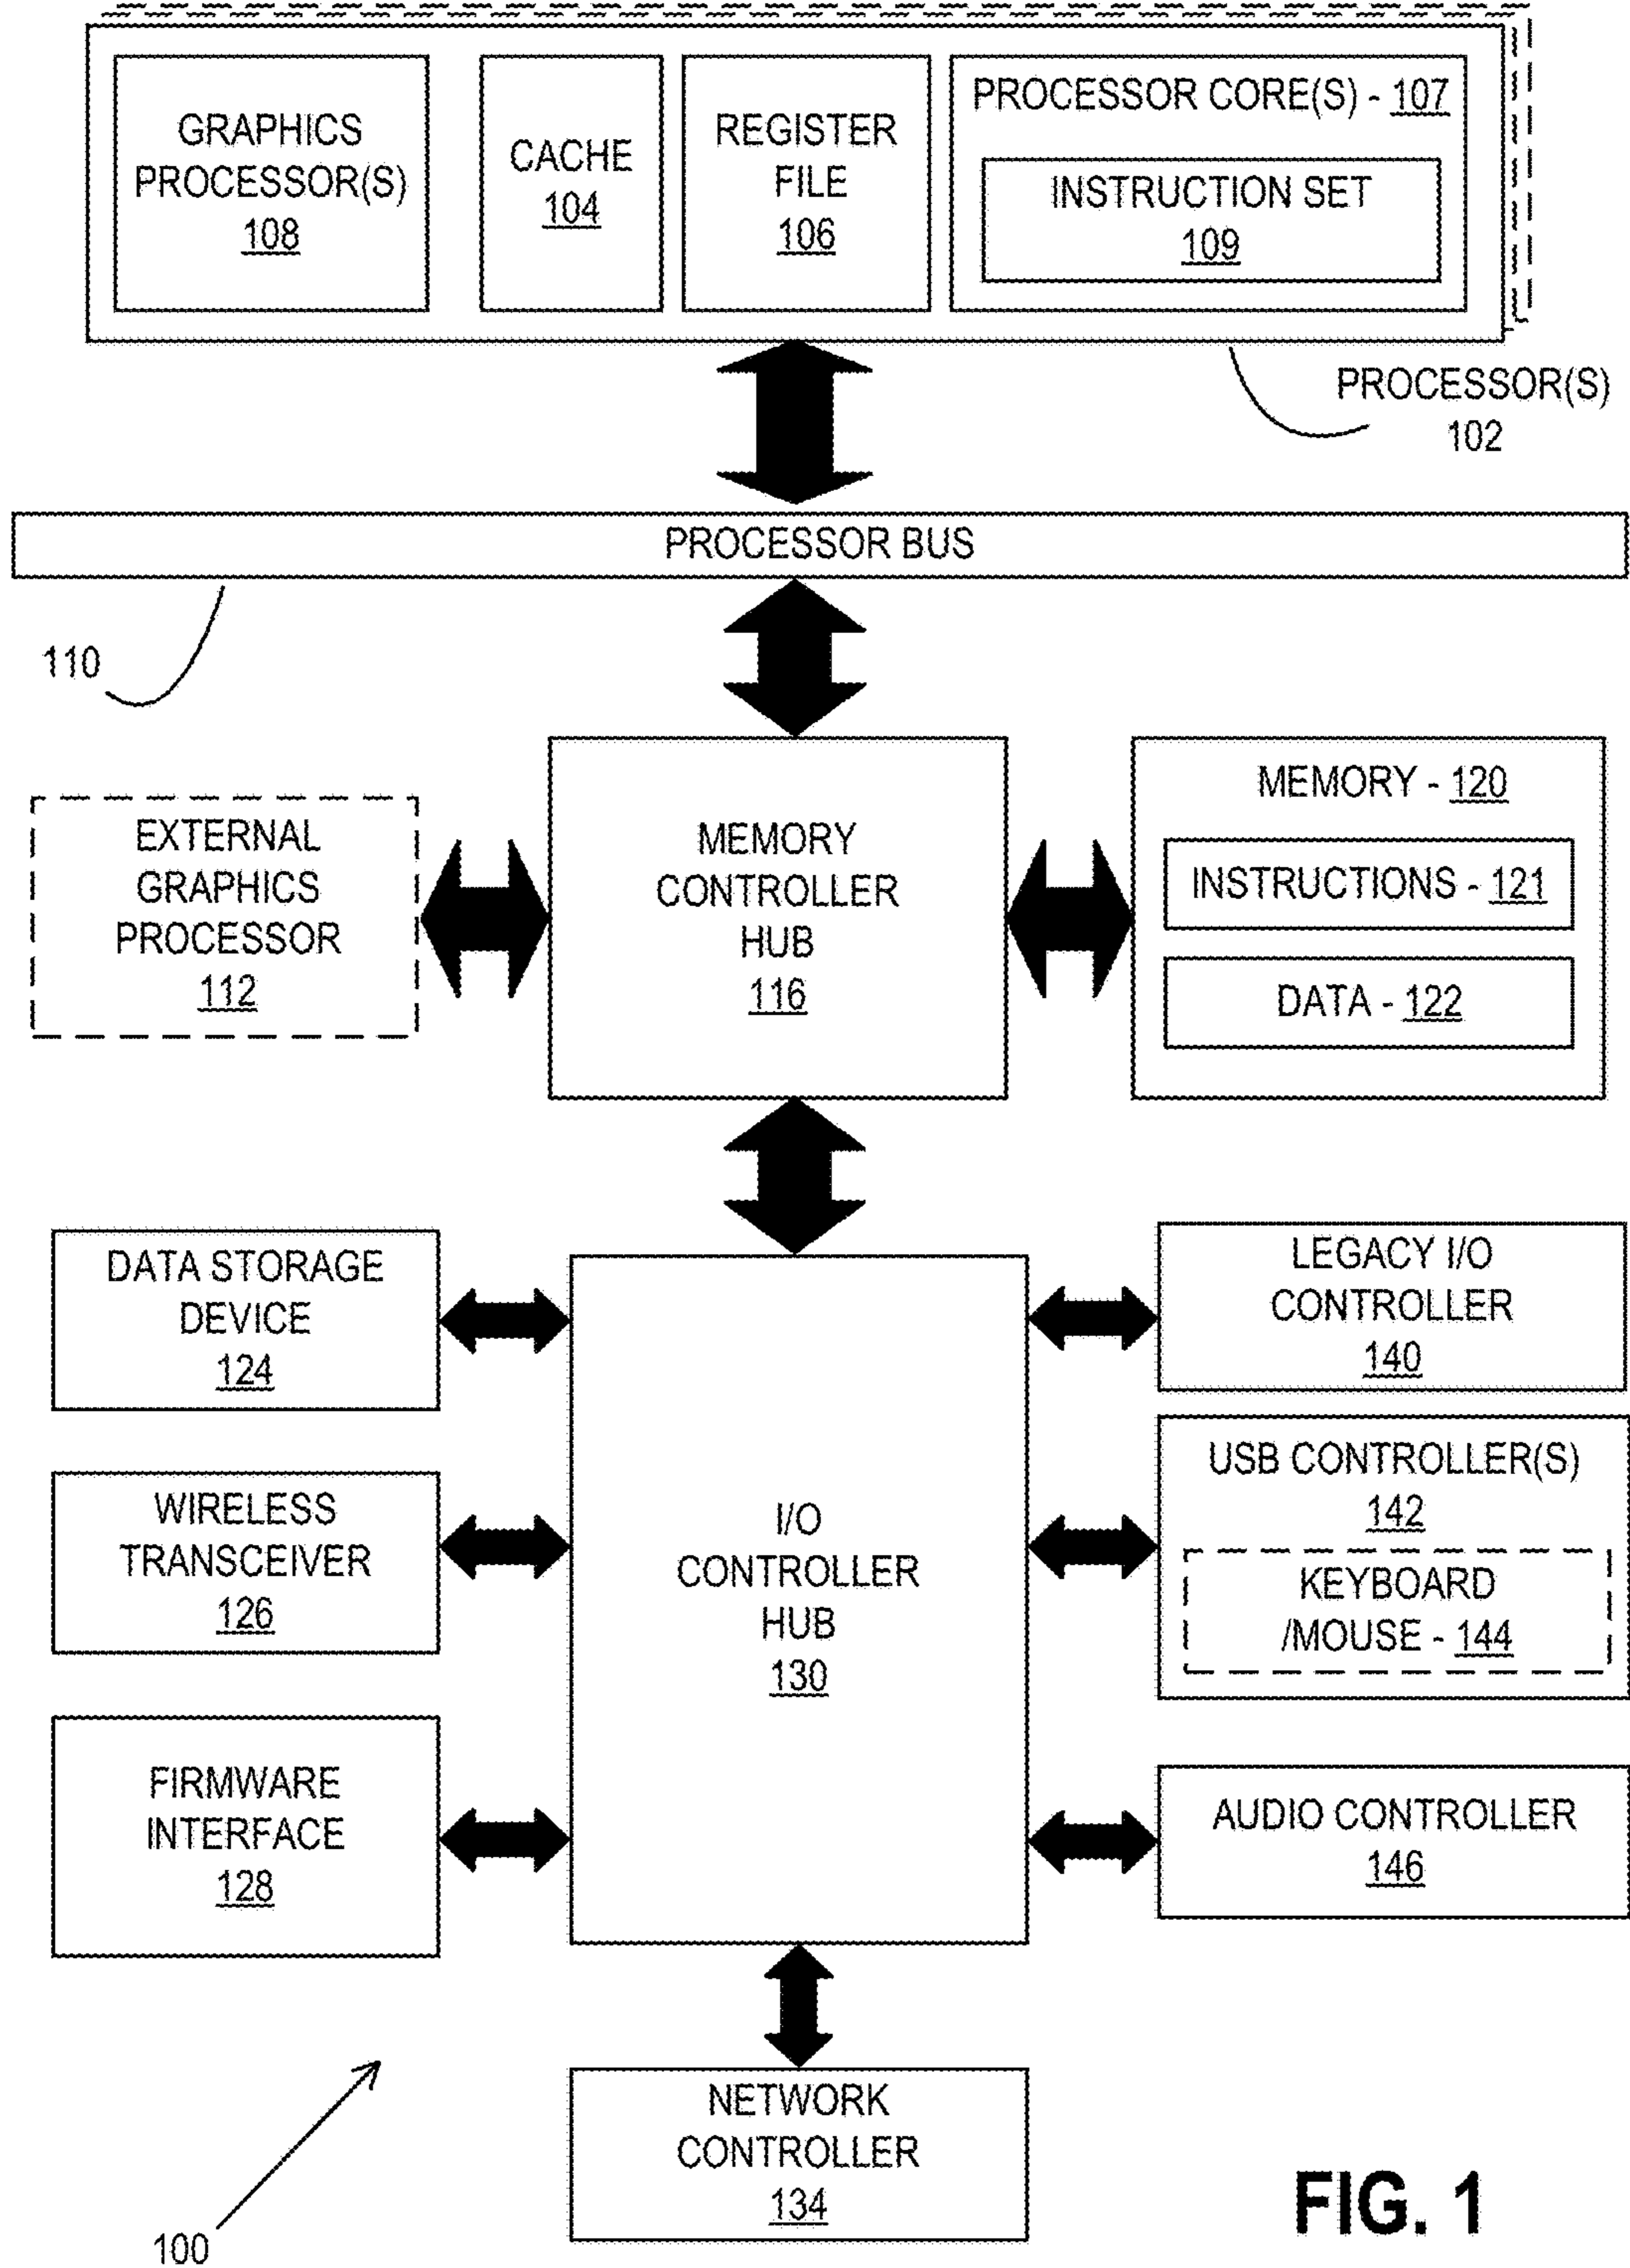 GRAPHICS
PROCESSOR(S)
108
CACHE
104
REGISTER
FILE
106
PROCESSOR CORE(S) - 107
INSTRUCTION SET
109
PROCESSOR(S)
102
PROCESSOR BUS
110
EXTERNAL
GRAPHICS
PROCESSOR
112
MEMORY
CONTROLLER
HUB
116
MEMORY - 120
INSTRUCTIONS - 121
DATA - 122
DATA STORAGE
DEVICE
124
WIRELESS
TRANSCEIVER
126
FIRMWARE
INTERFACE
128
I/O
CONTROLLER
HUB
130
LEGACY I/O
CONTROLLER
140
USB CONTROLLER(S)
142
KEYBOARD
/MOUSE - 144
AUDIO CONTROLLER
146
NETWORK
CONTROLLER
134
100
FIG. 1